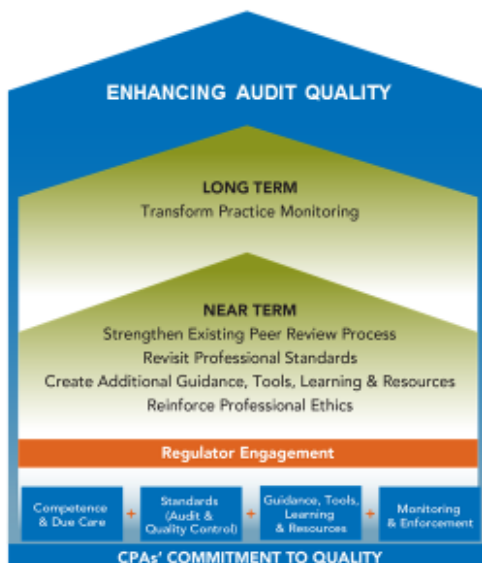 ENHANCING AUDIT QUALITY
LONG TERM
Transform Practice Monitoring
NEAR TERM
Strengthen Existing Peer Review Process
Revisit Professional Standards
Create Additional Guidance, Tools, Learning & Resources
Reinforce Professional Ethics
Regulator Engagement
Competence
& Due Care
+
Standards
(Audit &
Quality Control)
+
Guidance, Tools,
Learning
& Resources
+
Monitoring
& Enforcement
CPAs' COMMITMENT TO QUALITY